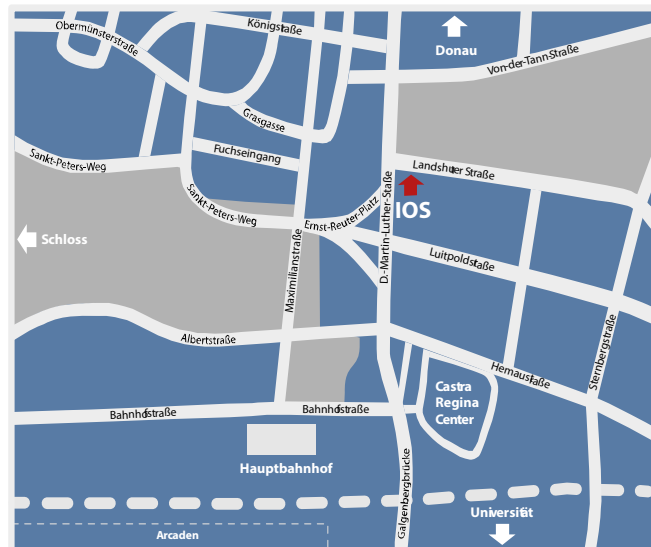 Königstaße
Obermünsterstraße
Donau
Von-der-Tann-Straße
Grasgasse
Fuchseingang
Sankt-Peters-Weg
Landshuter Straße
Sankt-Peters-Weg
Ernst-Reuter-Platz
IOS
D.-Martin-Luther-Staße
Schloss
Luitpoldstaße
Maximilianstraße
Albertstraße
Sternbergstraße
Hemaustaße
Castra
Regina
Center
Bahnhofstraße
Bahnhofstraße
Hauptbahnhof
Galgenbergbrücke
Universität
Arcaden